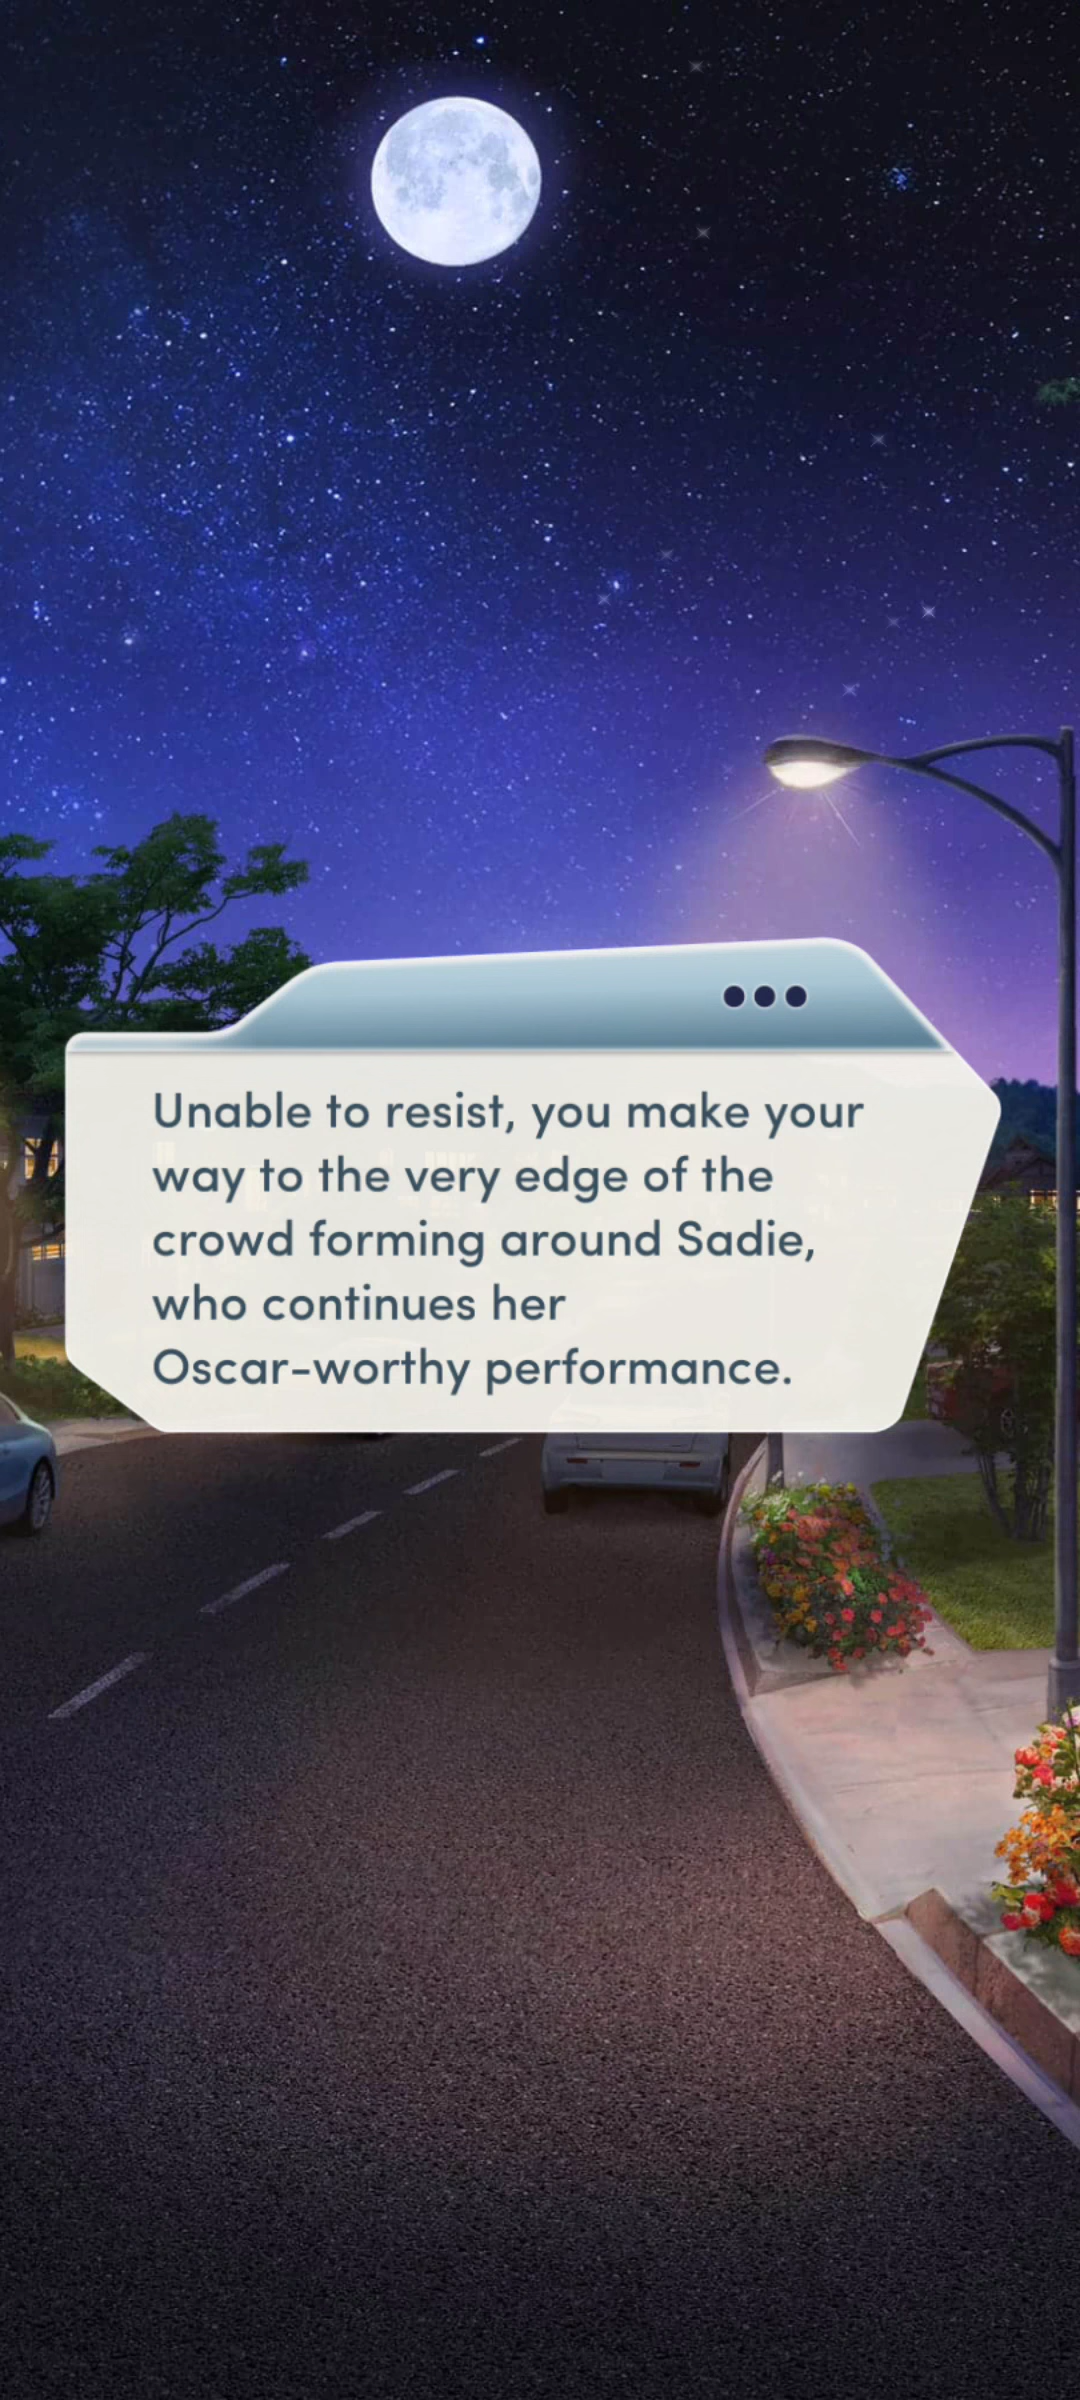 Unable to resist, you make your
way to the very edge of the
crowd forming around Sadie,
who continues her
Oscar-worthy performance.